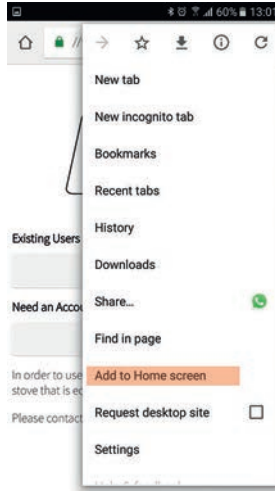 60% 13:01
//
New tab
New incognito tab
Bookmarks
Recent tabs
History
Existing Users
Downloads
Share...
Need an Accou
Find in page
In order to use
Add to Home screen
stove that is ec
Request desktop site
Please contact
Settings